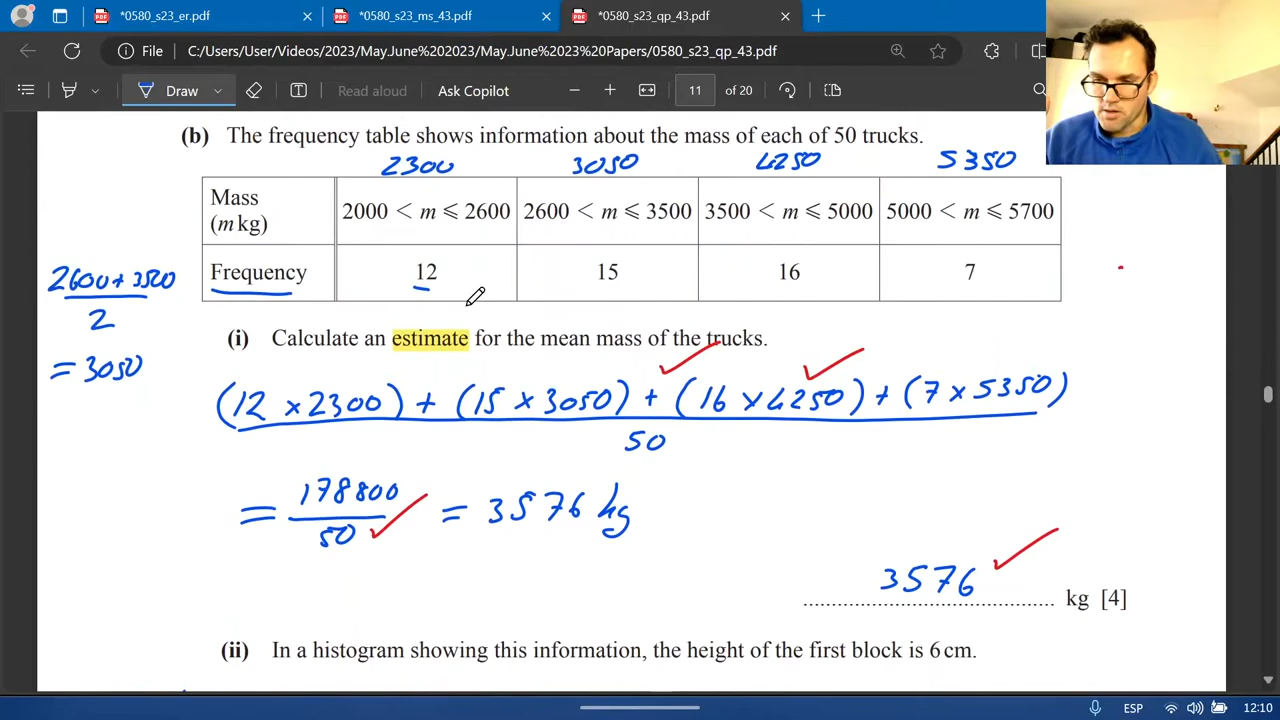 *0580_s23_er.pdf
*0580_s23_ms_43.pdf
*0580_s23_qp_43.pdf
File
C:/Users/User/Videos/2023/May.June%202023/May.June%2023%20Papers/0580_s23_qp_43.pdf
Draw
Read aloud
Ask Copilot
11 of 20
(b) The frequency table shows information about the mass of each of 50 trucks.
2300 3050 4250 5350
Mass (m kg) 2000 < m ⩽ 2600 2600 < m ⩽ 3500 3500 < m ⩽ 5000 5000 < m ⩽ 5700
Frequency 12 15 16 7
2600+3500
2
= 3050
(i) Calculate an estimate for the mean mass of the trucks.
(12 x 2300) + (15 x 3050) + (16 x 4250) + (7 x 5350)
50
= 178800
50
= 3576 kg
3576
kg [4]
(ii) In a histogram showing this information, the height of the first block is 6 cm.
ESP
12:10